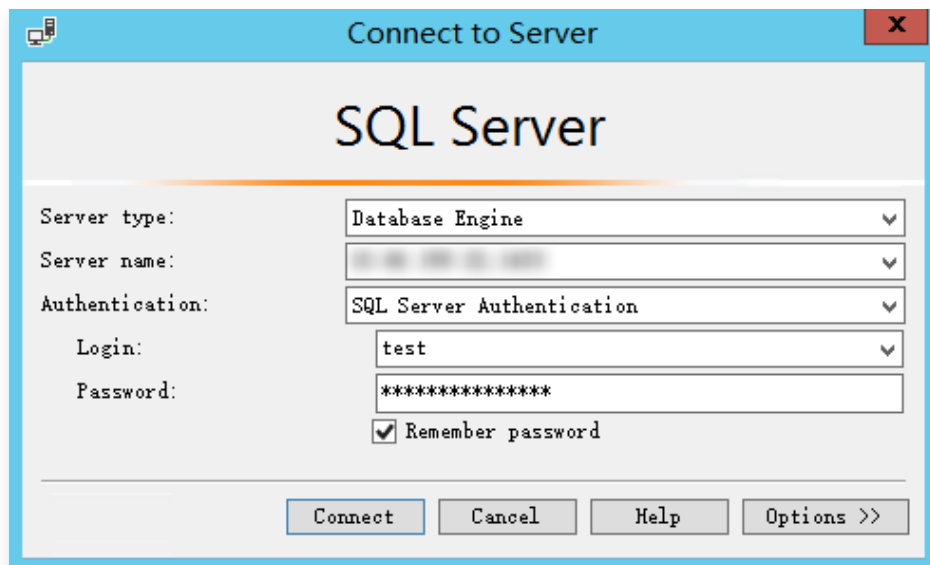 Connect to Server
X
SQL Server
Server type:
Database Engine
Server name:
Authentication:
SQL Server Authentication
Login:
test
Password:
***************
Remember password
Connect
Cancel
Help
Options >>